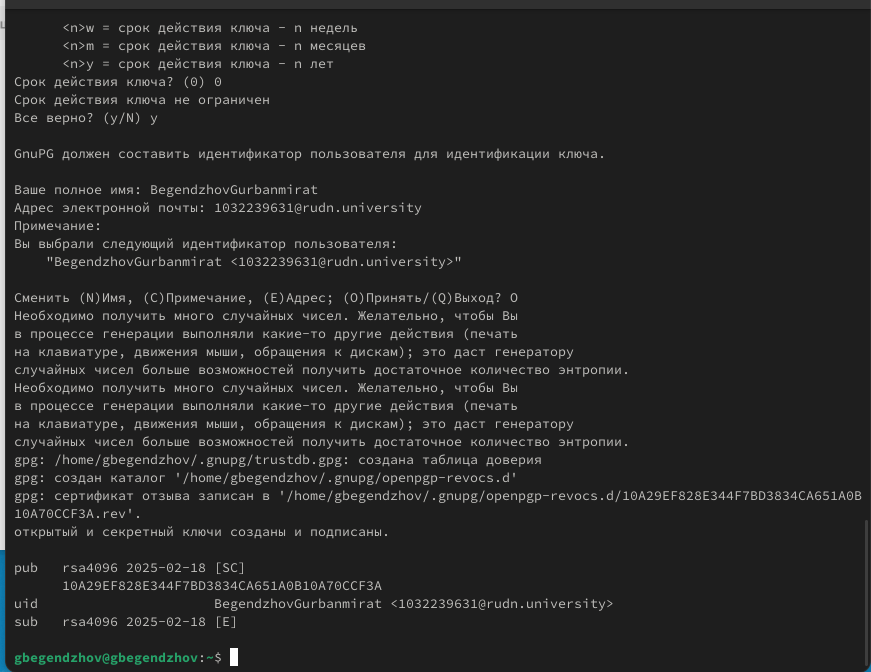 <n>w = срок действия ключа - n недель
<n>m = срок действия ключа - n месяцев
<n>y = срок действия ключа - n лет
Срок действия ключа? (0) 0
Срок действия ключа не ограничен
Все верно? (y/N) y
GnuPG должен составить идентификатор пользователя для идентификации ключа.
Ваше полное имя: BegendzhovGurbanmirat
Адрес электронной почты: 1032239631@rudn.university
Примечание:
Вы выбрали следующий идентификатор пользователя:
"BegendzhovGurbanmirat <1032239631@rudn.university>"
Сменить (N)Имя, (C)Примечание, (E)Адрес; (O)Принять/(Q)Выход? O
Необходимо получить много случайных чисел. Желательно, чтобы Вы
в процессе генерации выполняли какие-то другие действия (печать
на клавиатуре, движения мыши, обращения к дискам); это даст генератору
случайных чисел больше возможностей получить достаточное количество энтропии.
Необходимо получить много случайных чисел. Желательно, чтобы Вы
в процессе генерации выполняли какие-то другие действия (печать
на клавиатуре, движения мыши, обращения к дискам); это даст генератору
случайных чисел больше возможностей получить достаточное количество энтропии.
gpg: /home/gbegendzhov/.gnupg/trustdb.gpg: создана таблица доверия
gpg: создан каталог '/home/gbegendzhov/.gnupg/openpgp-revocs.d'
gpg: сертификат отзыва записан в '/home/gbegendzhov/.gnupg/openpgp-revocs.d/10A29EF828E344F7BD3834CA651A0B
10A70CCF3A.rev'.
открытый и секретный ключи созданы и подписаны.
pub   rsa4096 2025-02-18 [SC]
10A29EF828E344F7BD3834CA651A0B10A70CCF3A
uid                      BegendzhovGurbanmirat <1032239631@rudn.university>
sub   rsa4096 2025-02-18 [E]
gbegendzhov@gbegendzhov:~$